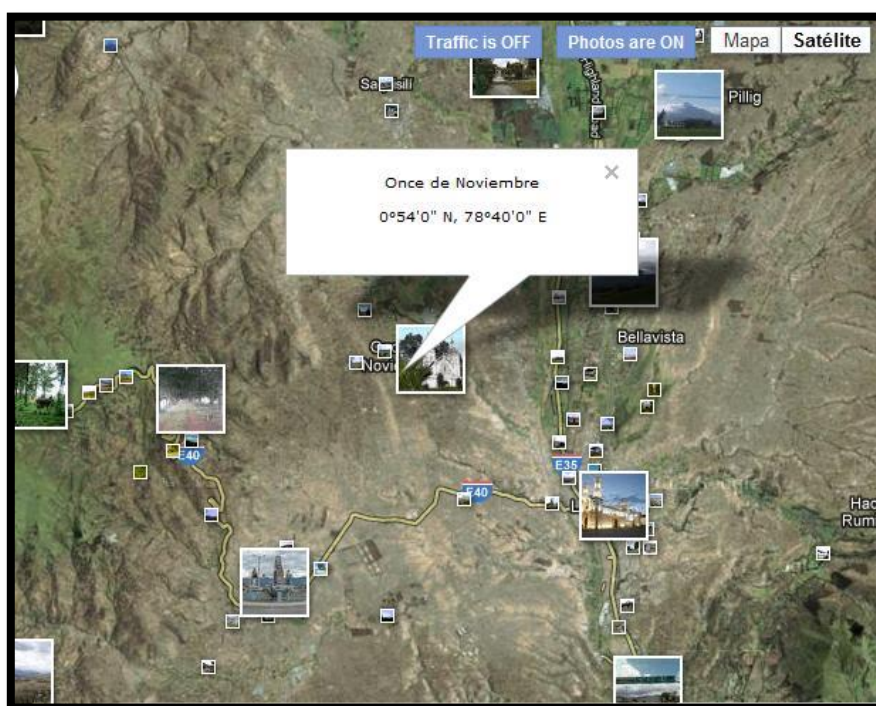 Traffic is OFF
Photos are ON
Mapa
Satélite
Pillig
Once de Noviembre
0°54'0" N, 78°40'0" E
Bellavista
E40
E35
E40